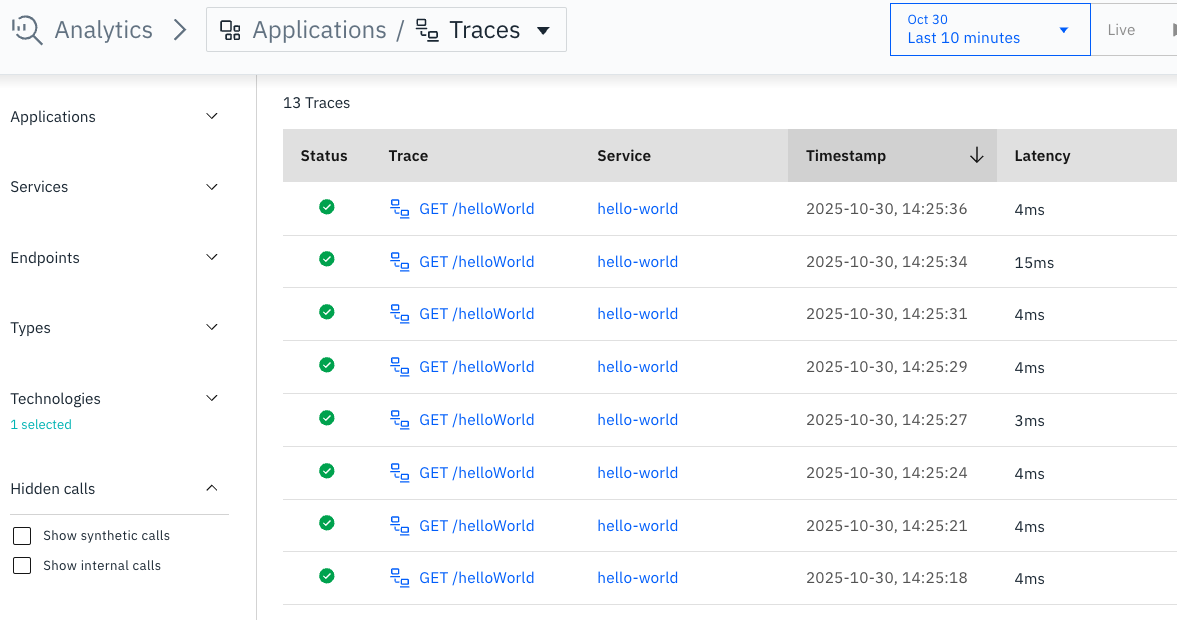 Analytics > Applications / Traces
Oct 30
Last 10 minutes
Live
Applications
Services
Endpoints
Types
Technologies
1 selected
Hidden calls
Show synthetic calls
Show internal calls
13 Traces
Status Trace Service Timestamp Latency
GET /helloWorld hello-world 2025-10-30, 14:25:36 4ms
GET /helloWorld hello-world 2025-10-30, 14:25:34 15ms
GET /helloWorld hello-world 2025-10-30, 14:25:31 4ms
GET /helloWorld hello-world 2025-10-30, 14:25:29 4ms
GET /helloWorld hello-world 2025-10-30, 14:25:27 3ms
GET /helloWorld hello-world 2025-10-30, 14:25:24 4ms
GET /helloWorld hello-world 2025-10-30, 14:25:21 4ms
GET /helloWorld hello-world 2025-10-30, 14:25:18 4ms